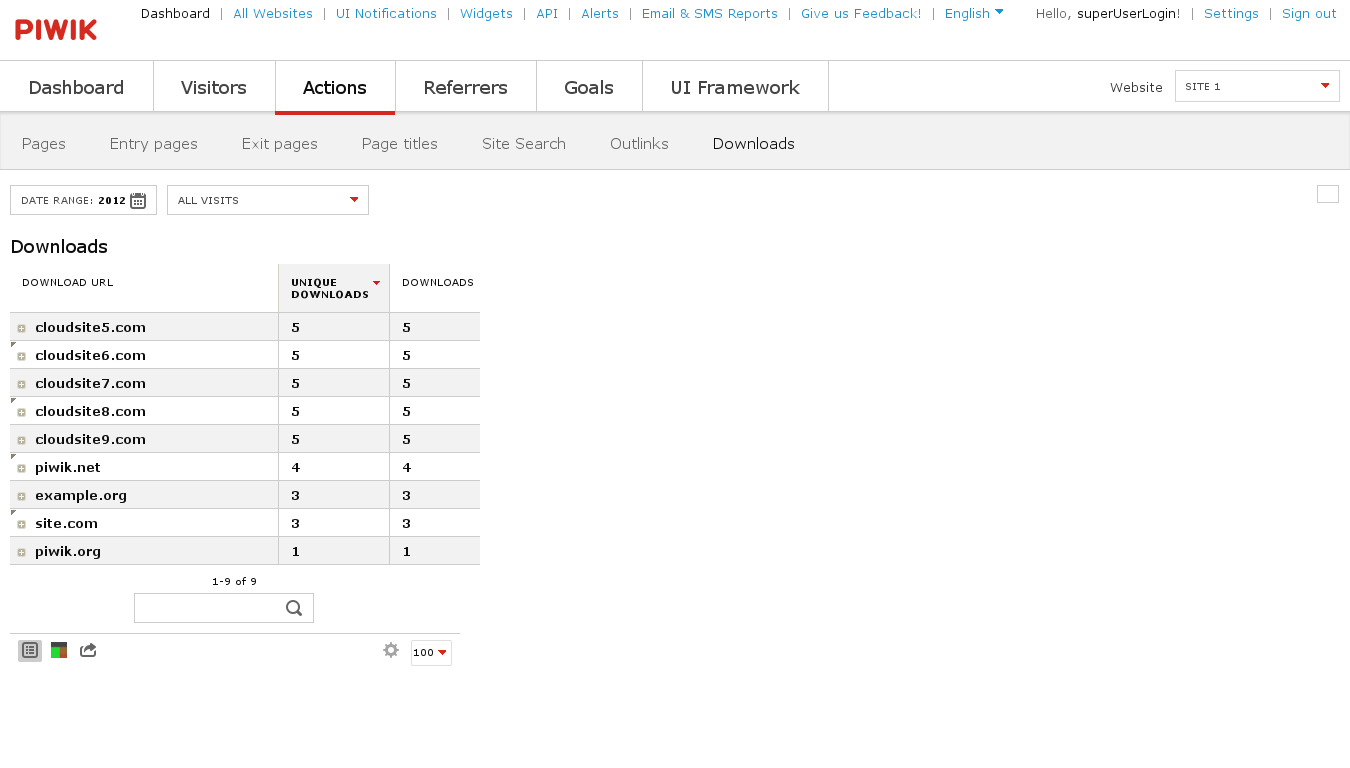 PIWIK
Dashboard | All Websites | UI Notifications | Widgets | API | Alerts | Email & SMS Reports | Give us Feedback! | English
Hello, superUserLogin! | Settings | Sign out
Dashboard Visitors Actions Referrers Goals UI Framework
Website SITE 1
Pages Entry pages Exit pages Page titles Site Search Outlinks Downloads
DATE RANGE: 2012 ALL VISITS
Downloads
DOWNLOAD URL UNIQUE DOWNLOADS DOWNLOADS
cloudsite5.com 5 5
cloudsite6.com 5 5
cloudsite7.com 5 5
cloudsite8.com 5 5
cloudsite9.com 5 5
piwik.net 4 4
example.org 3 3
site.com 3 3
piwik.org 1 1
1-9 of 9
100